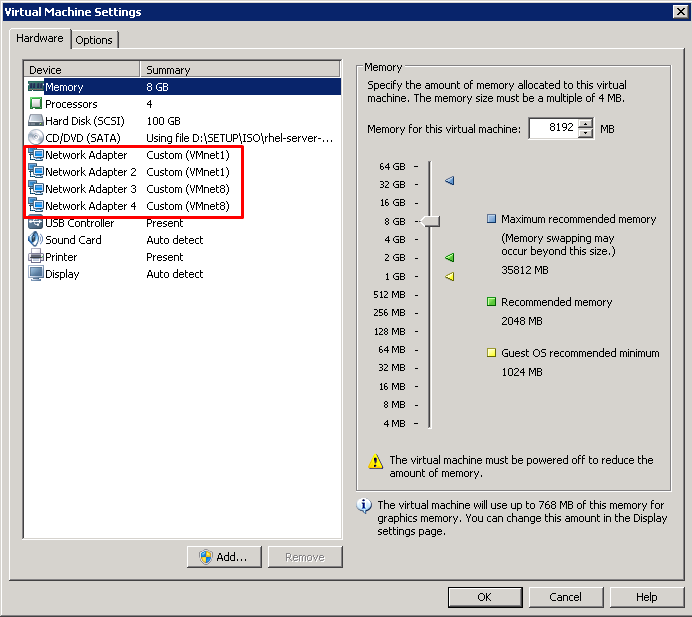 Virtual Machine Settings
Hardware
Options
Device Summary
Memory 8 GB
Processors 4
Hard Disk (SCSI) 100 GB
CD/DVD (SATA) Using file D:\SETUP\ISO\rhel-server-...
Network Adapter Custom (VMnet1)
Network Adapter 2 Custom (VMnet1)
Network Adapter 3 Custom (VMnet8)
Network Adapter 4 Custom (VMnet8)
USB Controller Present
Sound Card Auto detect
Printer Present
Display Auto detect
Add...
Remove
Memory
Specify the amount of memory allocated to this virtual
machine. The memory size must be a multiple of 4 MB.
Memory for this virtual machine: 8192 MB
64 GB
32 GB
16 GB
8 GB
4 GB
2 GB
1 GB
512 MB
256 MB
128 MB
64 MB
32 MB
16 MB
8 MB
4 MB
Maximum recommended memory
(Memory swapping may
occur beyond this size.)
35812 MB
Recommended memory
2048 MB
Guest OS recommended minimum
1024 MB
The virtual machine must be powered off to reduce the
amount of memory.
The virtual machine will use up to 768 MB of this memory for
graphics memory. You can change this amount in the Display
settings page.
OK
Cancel
Help